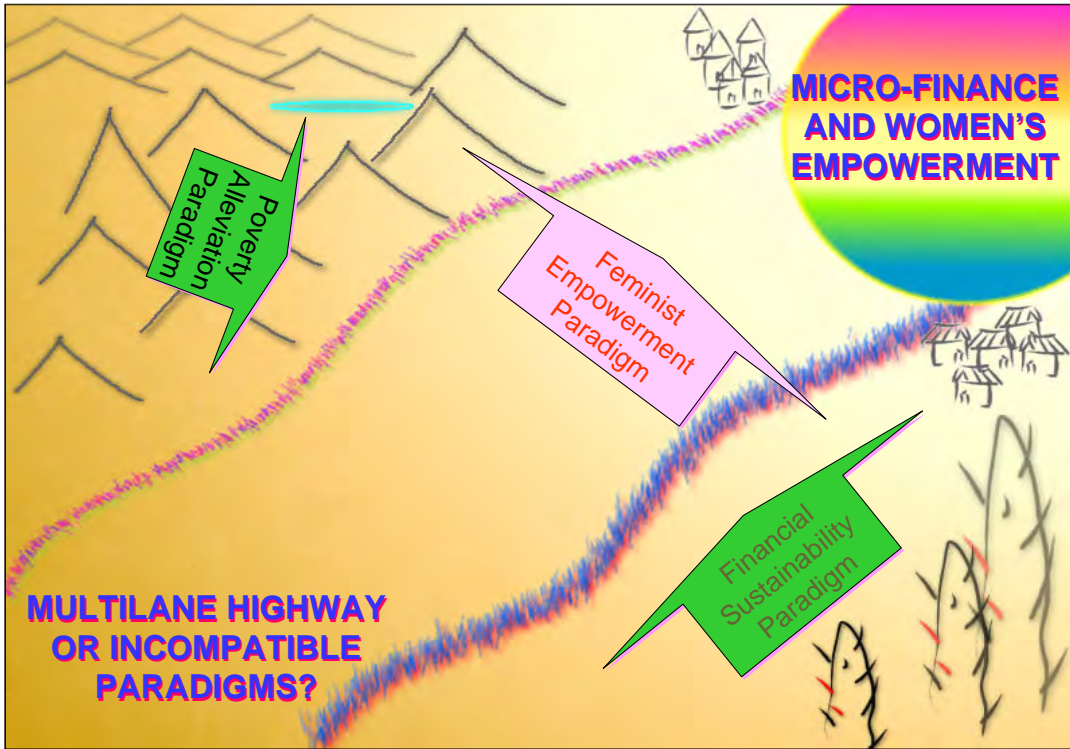 MICRO-FINANCE
AND WOMEN’S
EMPOWERMENT
Poverty
Alleviation
Paradigm
Feminist
Empowerment
Paradigm
Financial
Sustainability
Paradigm
MULTILANE HIGHWAY
OR INCOMPATIBLE
PARADIGMS?